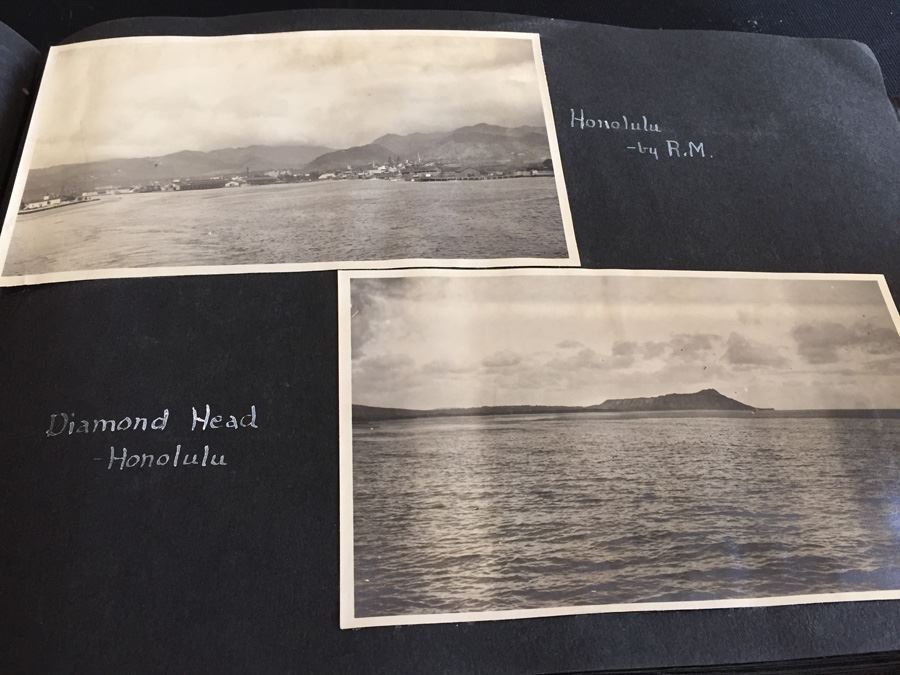 Honolulu
-by R.M.
Diamond Head
-Honolulu